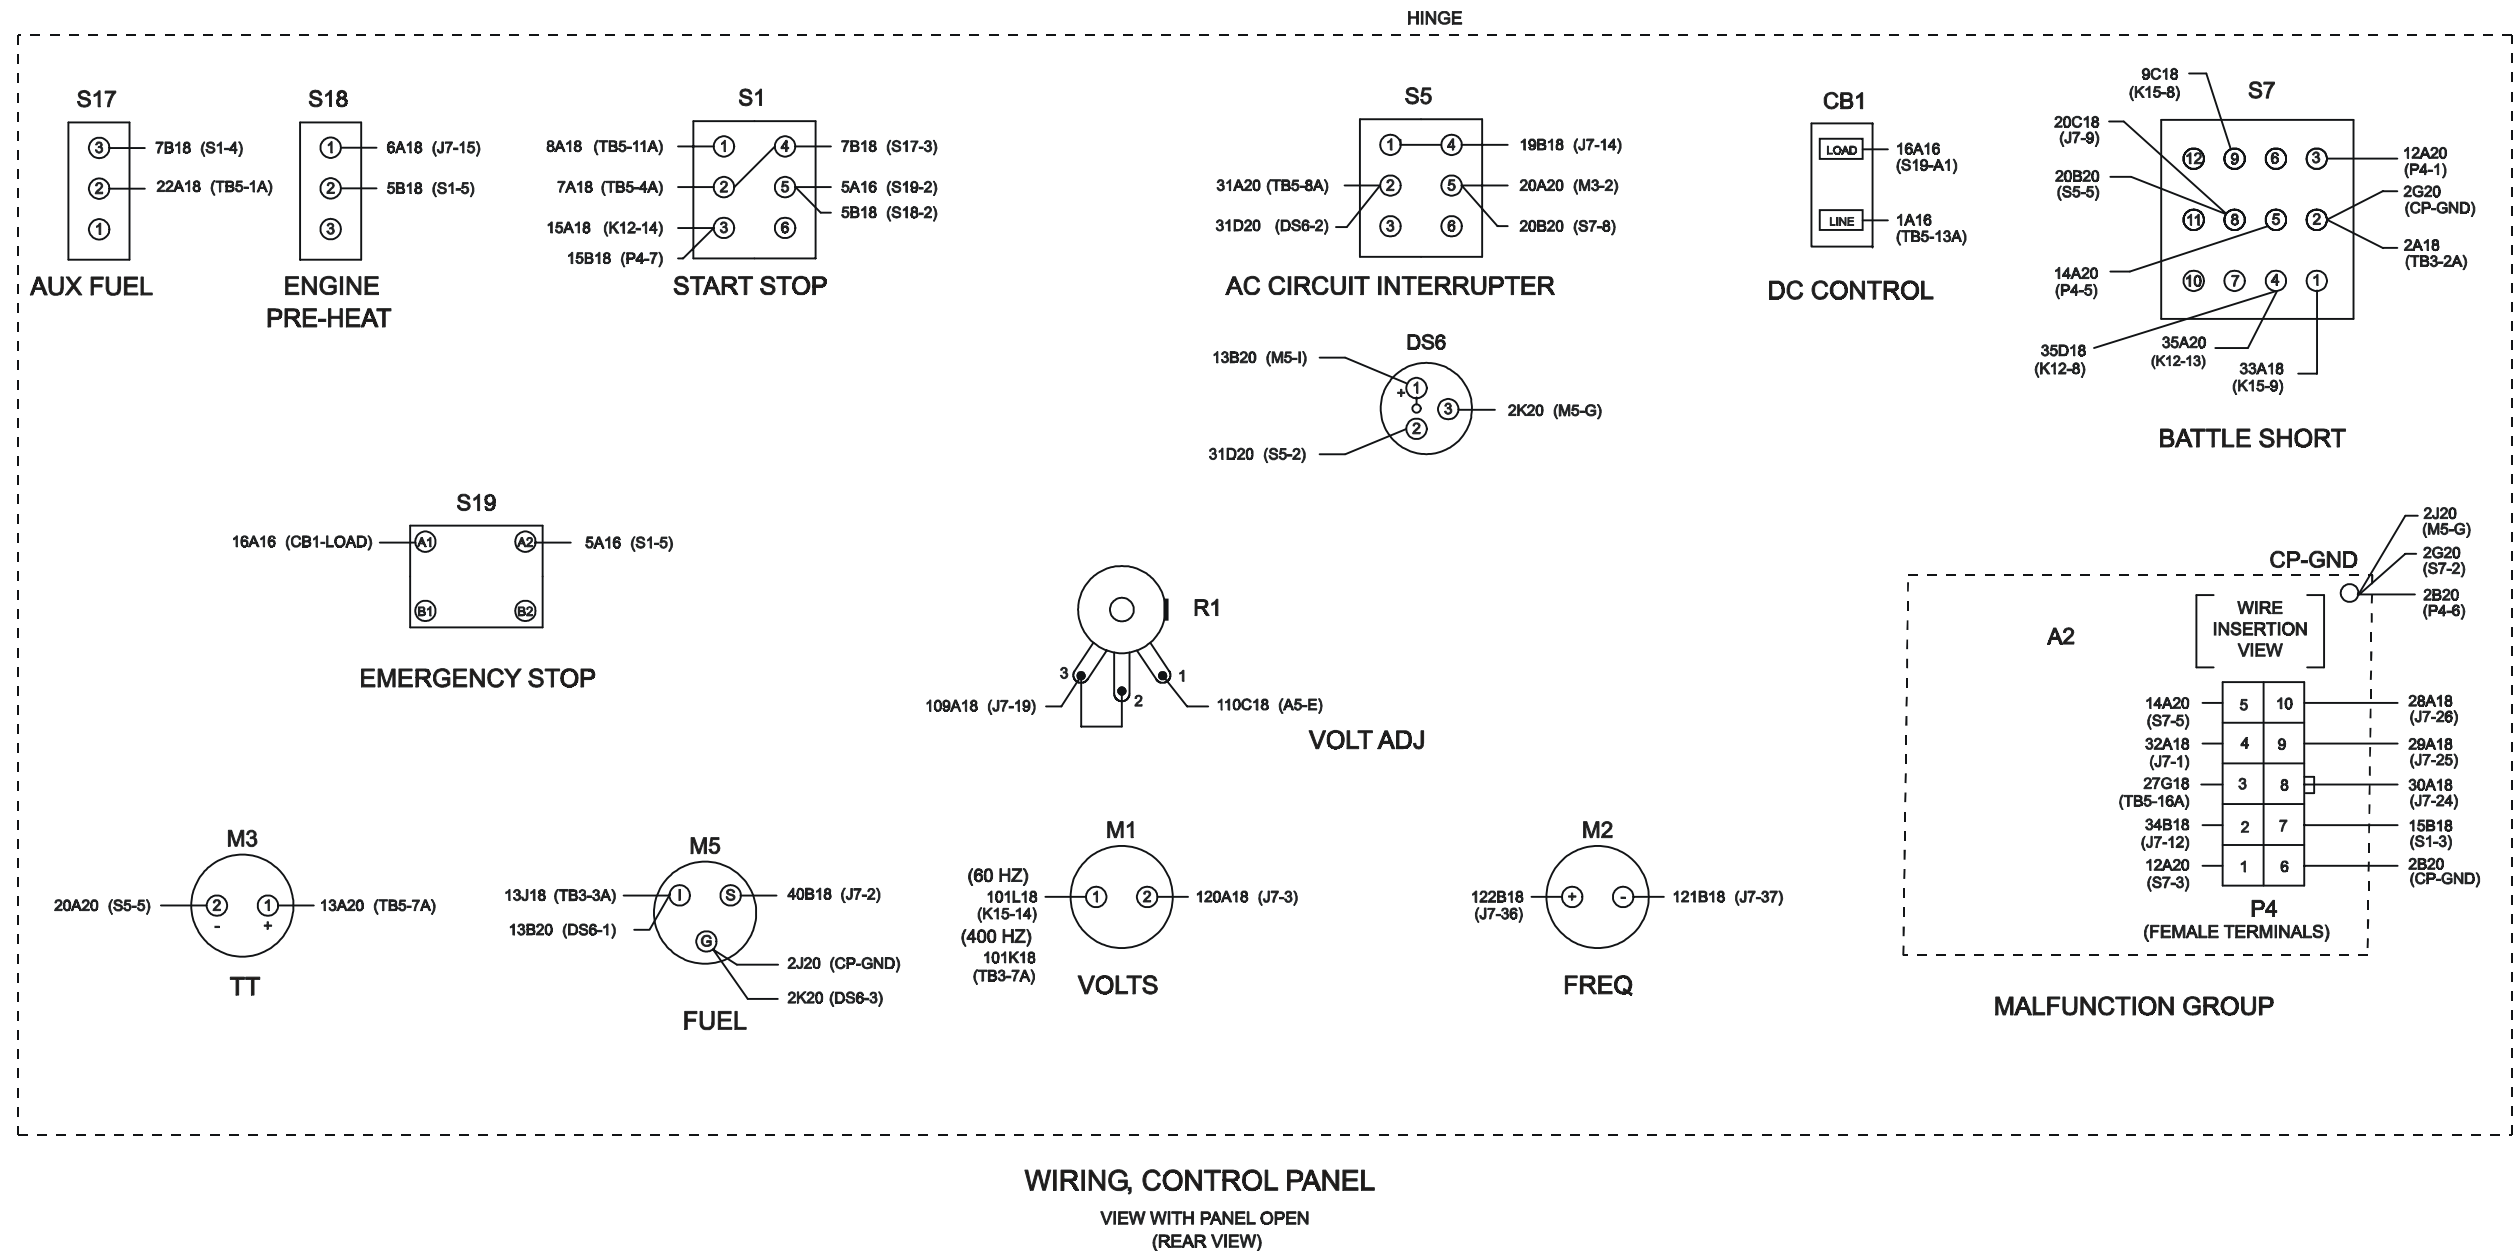 HINGE
S17
3 7B18 (S1-4)
2 22A18 (TB5-1A)
1
AUX FUEL
S18
1 6A18 (J7-15)
2 5B18 (S1-5)
3
ENGINE
PRE-HEAT
S1
8A18 (TB5-11A) 1 4 7B18 (S17-3)
7A18 (TB5-4A) 2 5 5A16 (S19-2)
5B18 (S18-2)
15A18 (K12-14) 3 6
15B18 (P4-7)
START STOP
S5
1 4 19B18 (J7-14)
31A20 (TB5-8A) 2 5 20A20 (M3-2)
31D20 (DS6-2) 3 6 20B20 (S7-8)
AC CIRCUIT INTERRUPTER
CB1
LOAD 16A16
(S19-A1)
LINE 1A16
(TB5-13A)
DC CONTROL
S7
9C18
(K15-8)
20C18
(J7-9)
20B20
(S5-5)
14A20
(P4-5)
12 9 6 3
11 8 5 2
10 7 4 1
12A20
(P4-1)
2G20
(CP-GND)
2A18
(TB3-2A)
35D18
(K12-8)
35A20
(K12-13)
33A18
(K15-9)
BATTLE SHORT
DS6
13B20 (M5-I) 1
+
3 2K20 (M5-G)
2
31D20 (S5-2)
S19
16A16 (CB1-LOAD) A1 A2 5A16 (S1-5)
B1 B2
EMERGENCY STOP
R1
3 1
2
109A18 (J7-19) 110C18 (A5-E)
VOLT ADJ
CP-GND
2J20
(M5-G)
2G20
(S7-2)
2B20
(P4-6)
A2
WIRE
INSERTION
VIEW
14A20 5 10 28A18
(S7-5) (J7-26)
32A18 4 9 29A18
(J7-1) (J7-25)
27G18 3 8 30A18
(TB5-16A) (J7-24)
34B18 2 7 15B18
(J7-12) (S1-3)
12A20 1 6 2B20
(S7-3) (CP-GND)
P4
(FEMALE TERMINALS)
MALFUNCTION GROUP
M3
20A20 (S5-5) 2 1 13A20 (TB5-7A)
- +
TT
M5
13J18 (TB3-3A) I S 40B18 (J7-2)
13B20 (DS6-1)
G
2J20 (CP-GND)
2K20 (DS6-3)
FUEL
M1
(60 HZ)
101L18 1 2 120A18 (J7-3)
(K15-14)
(400 HZ)
101K18
(TB3-7A)
VOLTS
M2
122B18 + - 121B18 (J7-37)
(J7-36)
FREQ
WIRING, CONTROL PANEL
VIEW WITH PANEL OPEN
(REAR VIEW)